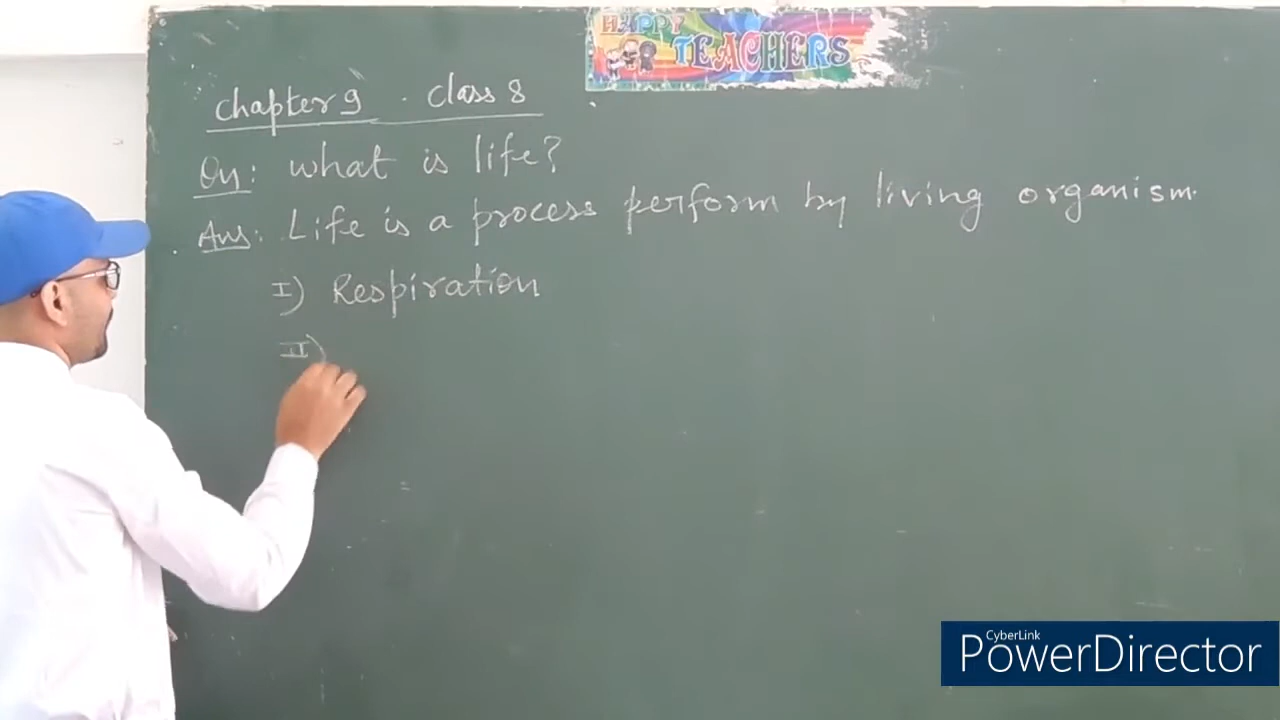 HAPPY
TEACHERS
chapter 9 . class 8
Qn: what is life?
Ans: Life is a process perform by living organism.
I) Respiration
II)
CyberLink
PowerDirector